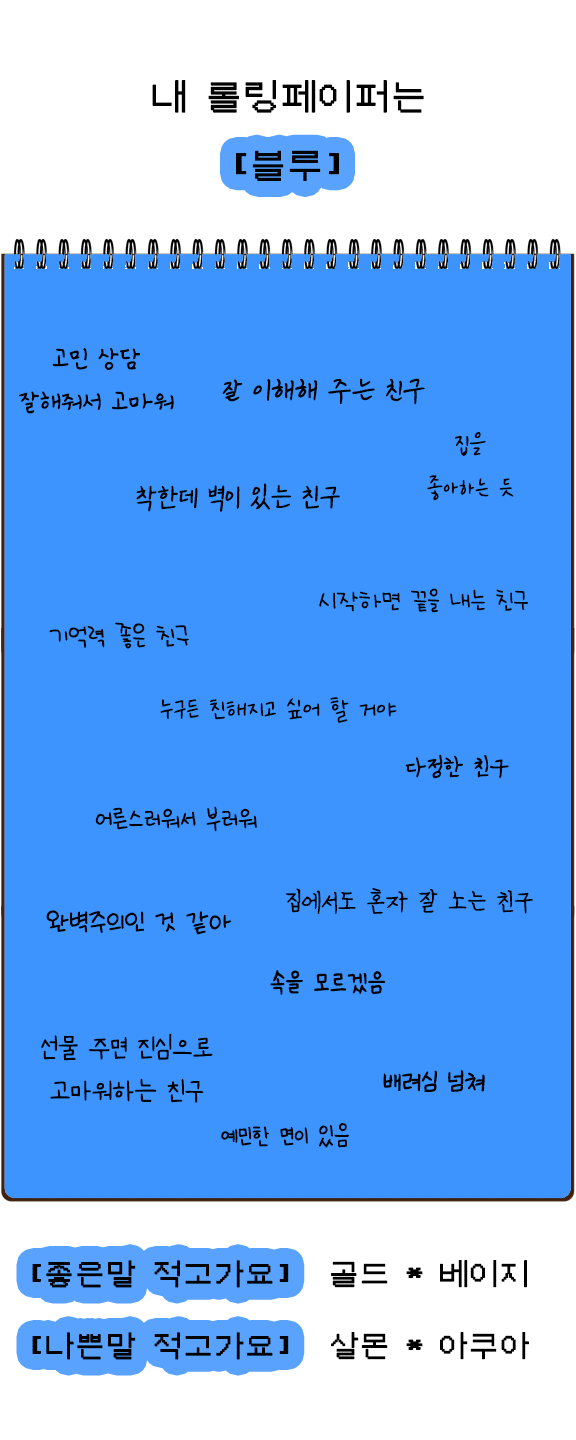 내 롤링페이퍼는
[블루]
고민 상담
잘해줘서 고마워
잘 이해해 주는 친구
집을
좋아하는 듯
착한데 벽이 있는 친구
시작하면 끝을 내는 친구
기억력 좋은 친구
누구든 친해지고 싶어 할 거야
다정한 친구
어른스러워서 부러워
집에서도 혼자 잘 노는 친구
완벽주의인 것 같아
속을 모르겠음
선물 주면 진심으로
고마워하는 친구
배려심 넘쳐
예민한 면이 있음
[좋은말 적고가요] 골드 * 베이지
[나쁜말 적고가요] 살몬 * 아쿠아